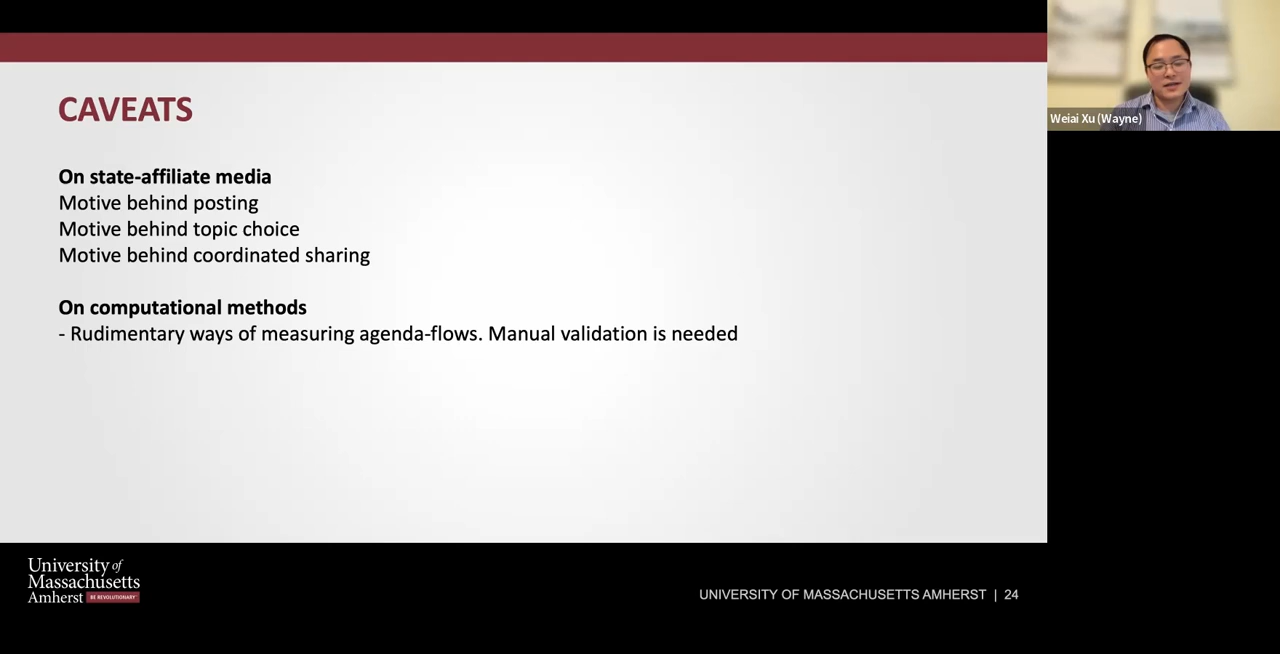 CAVEATS
On state-affiliate media
Motive behind posting
Motive behind topic choice
Motive behind coordinated sharing
On computational methods
- Rudimentary ways of measuring agenda-flows. Manual validation is needed
Weiai Xu (Wayne)
University of
Massachusetts
Amherst BE REVOLUTIONARY
UNIVERSITY OF MASSACHUSETTS AMHERST | 24